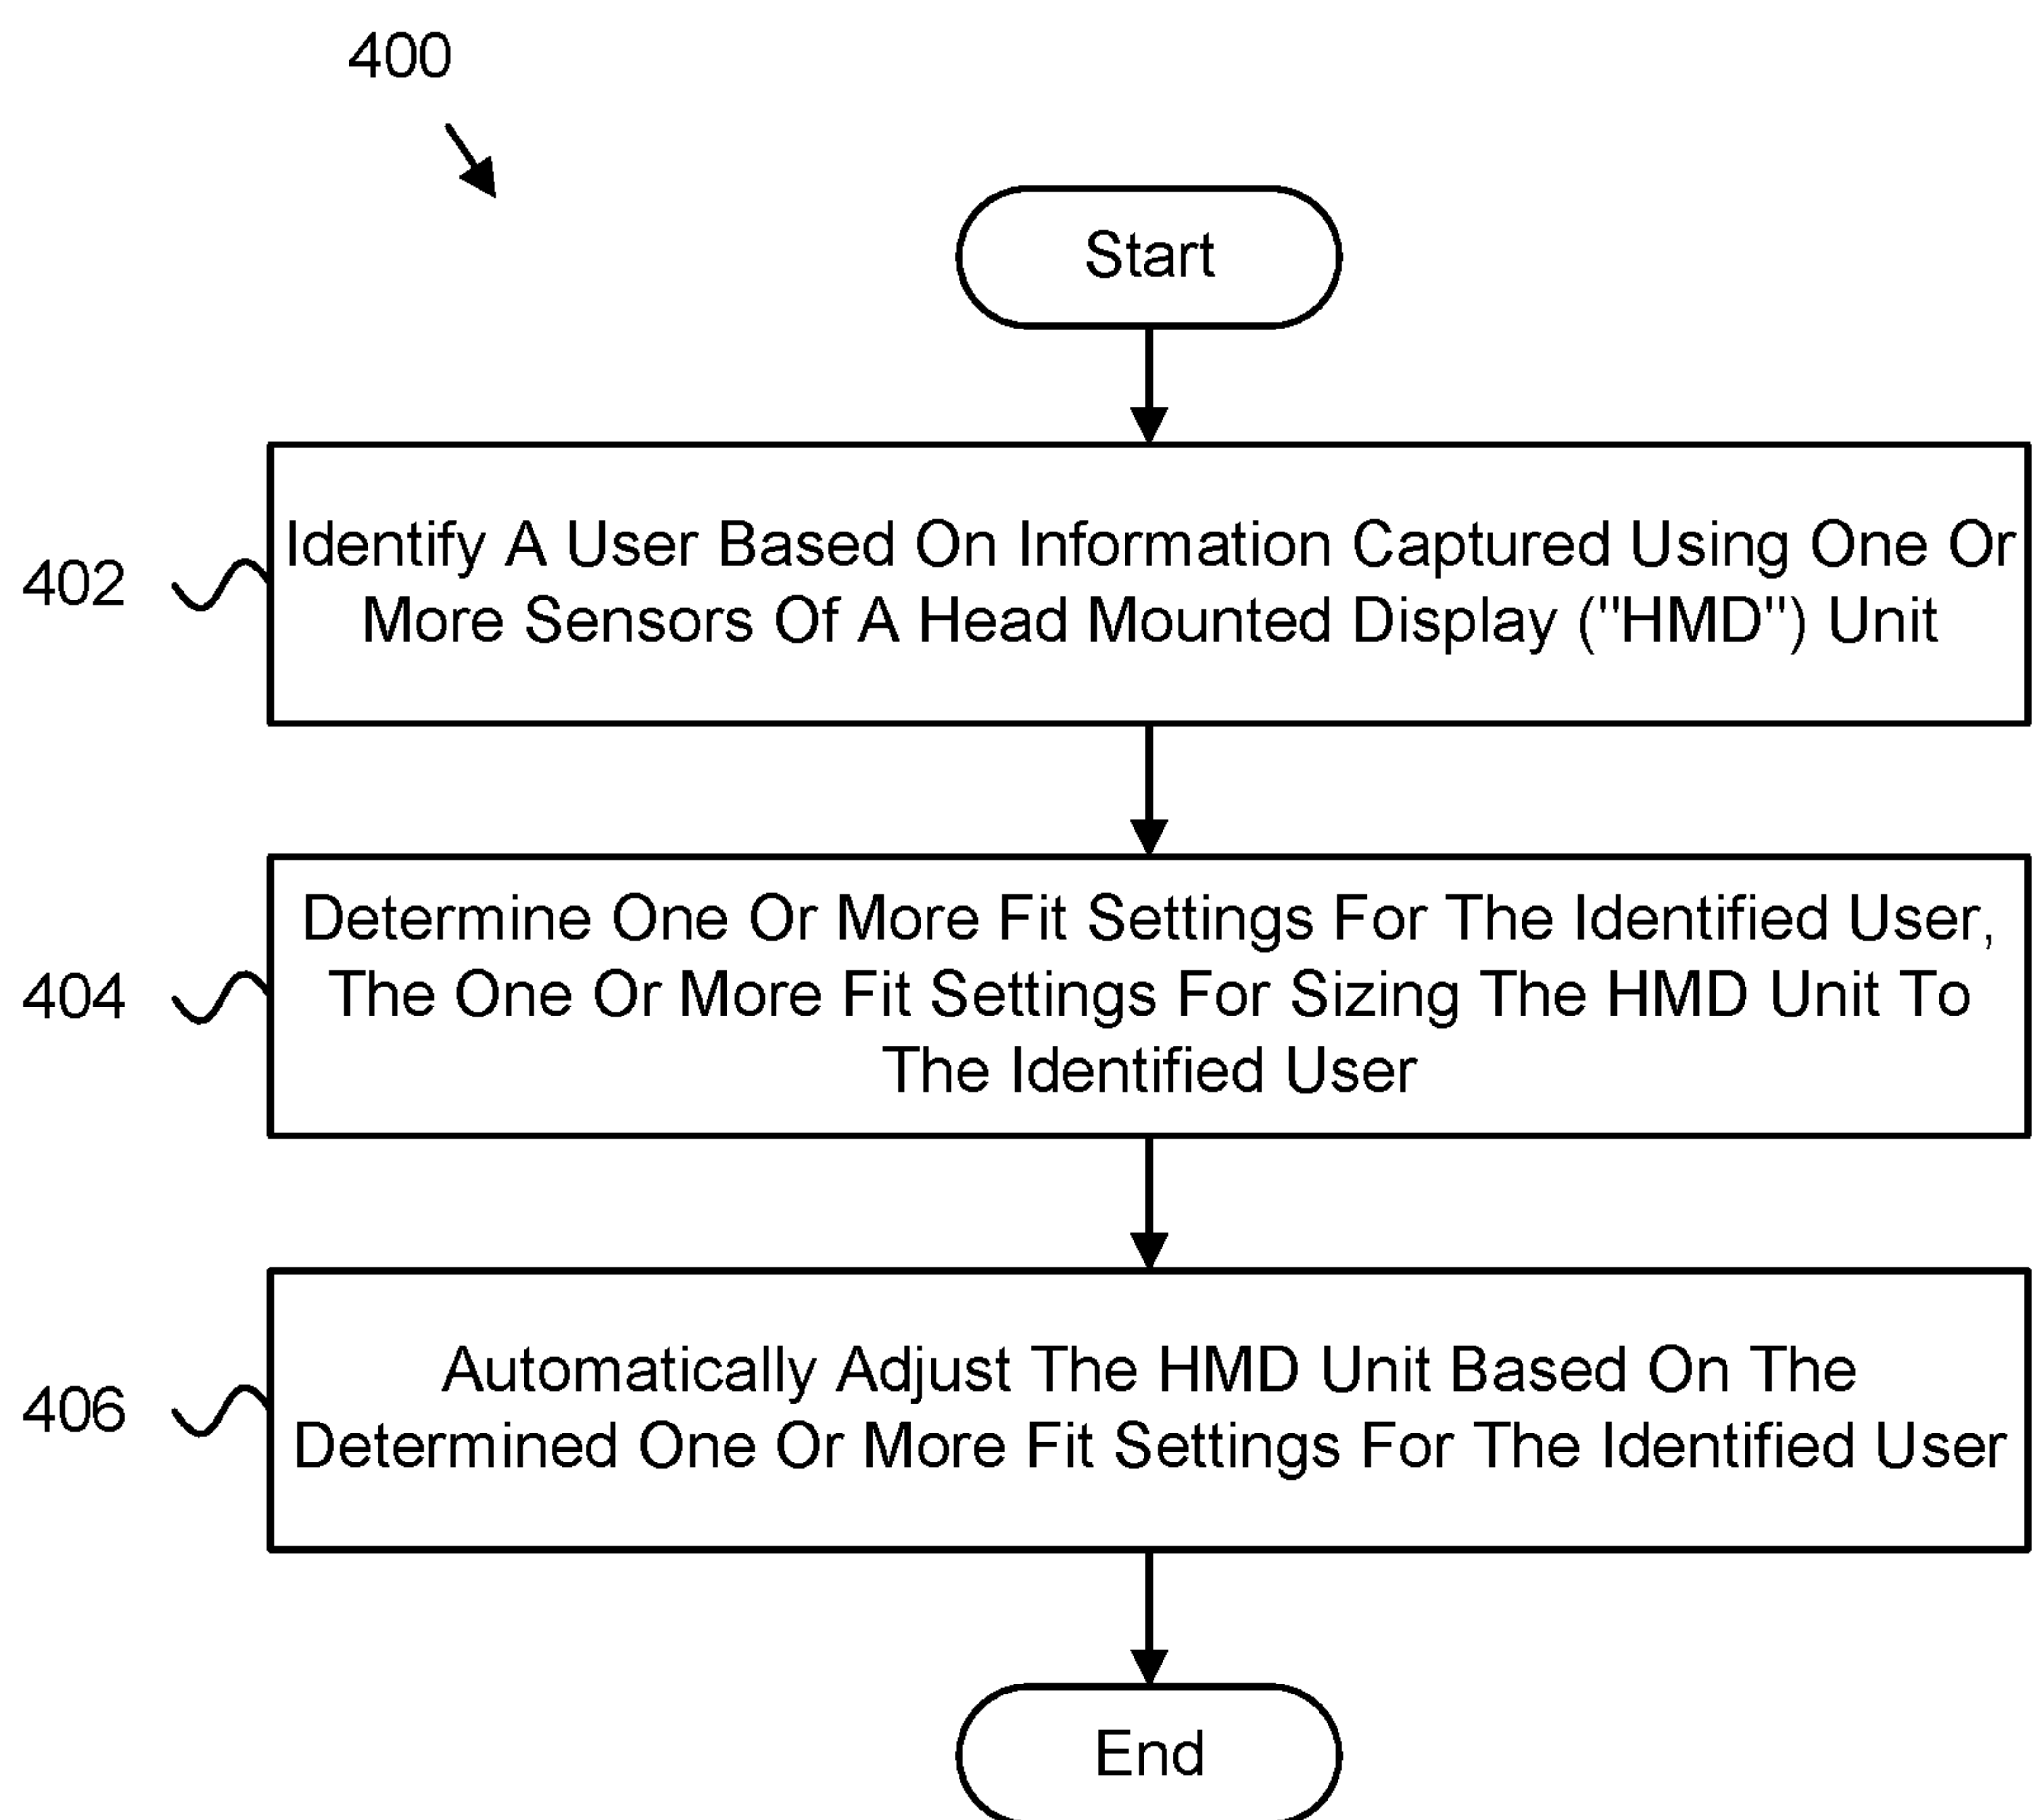 400
Start
402
Identify A User Based On Information Captured Using One Or
More Sensors Of A Head Mounted Display ("HMD") Unit
404
Determine One Or More Fit Settings For The Identified User,
The One Or More Fit Settings For Sizing The HMD Unit To
The Identified User
406
Automatically Adjust The HMD Unit Based On The
Determined One Or More Fit Settings For The Identified User
End